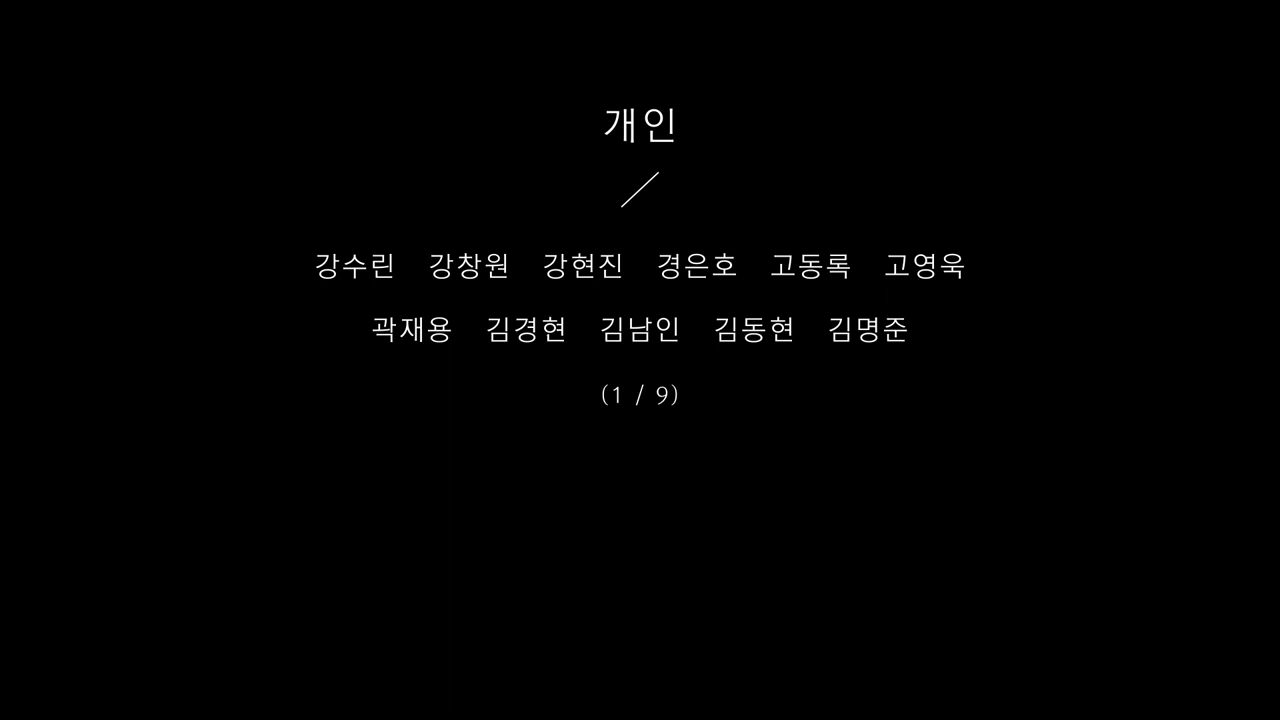 개인
/
강수린 강창원 강현진 경은호 고동록 고영욱
곽재용 김경현 김남인 김동현 김명준
(1 / 9)